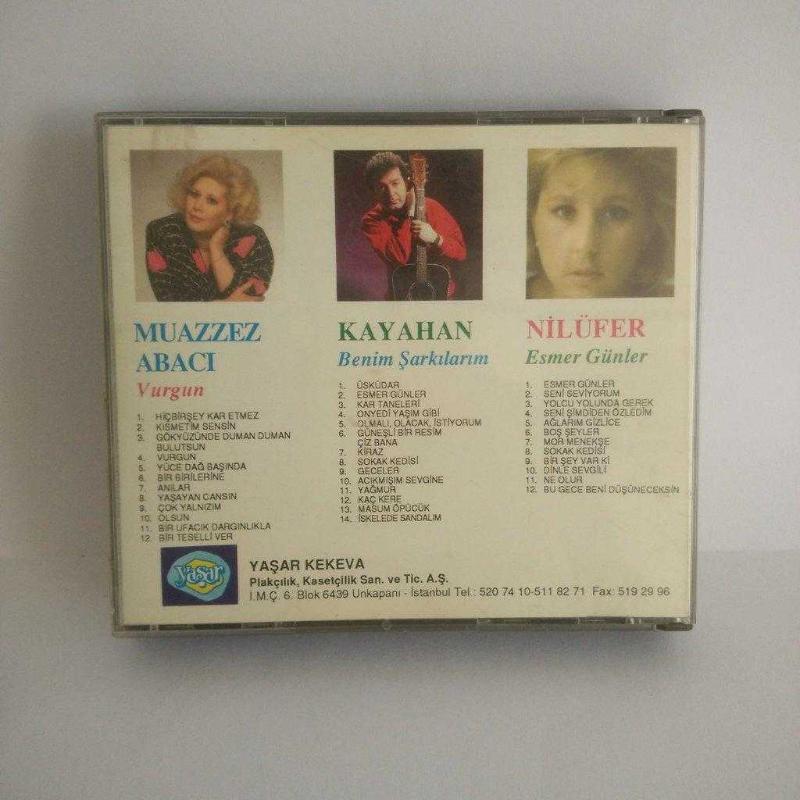 MUAZZEZ
ABACI
Vurgun
1. HİÇBİRŞEY KAR ETMEZ
2. KISMETİM SENSİN
3. GÖKYÜZÜNDE DUMAN DUMAN
BULUTSUN
4. VURGUN
5. YÜCE DAĞ BAŞINDA
6. BİR BİRİLERİNE
7. ANILAR
8. YAŞAYAN CANSIN
9. ÇOK YALNIZIM
10. OLSUN
11. BİR UFACIK DARGINLIKLA
12. BİR TESELLİ VER
KAYAHAN
Benim Şarkılarım
1. ÜSKÜDAR
2. ESMER GÜNLER
3. KAR TANELERİ
4. ONYEDİ YAŞIM GİBİ
5. OLMALI, OLACAK, İSTİYORUM
6. GÜNEŞLİ BİR RESİM
ÇİZ BANA
7. KİRAZ
8. SOKAK KEDİSİ
9. GECELER
10. ACIKMIŞIM SEVGİNE
11. YAĞMUR
12. KAÇ KERE
13. MASUM ÖPÜCÜK
14. İSKELEDE SANDALIM
NİLÜFER
Esmer Günler
1. ESMER GÜNLER
2. SENİ SEVİYORUM
3. YOLCU YOLUNDA GEREK
4. SENİ ŞİMDİDEN ÖZLEDİM
5. AĞLARIM GİZLİCE
6. BOŞ ŞEYLER
7. MOR MENEKŞE
8. SOKAK KEDİSİ
9. BİR ŞEY VAR Kİ
10. DİNLE SEVGİLİ
11. NE OLUR
12. BU GECE BENİ DÜŞÜNECEKSİN
yaşar
YAŞAR KEKEVA
Plakçılık, Kasetçilik San. ve Tic. A.Ş.
İ.M.Ç. 6. Blok 6439 Unkapanı - İstanbul Tel.: 520 74 10-511 82 71 Fax: 519 29 96